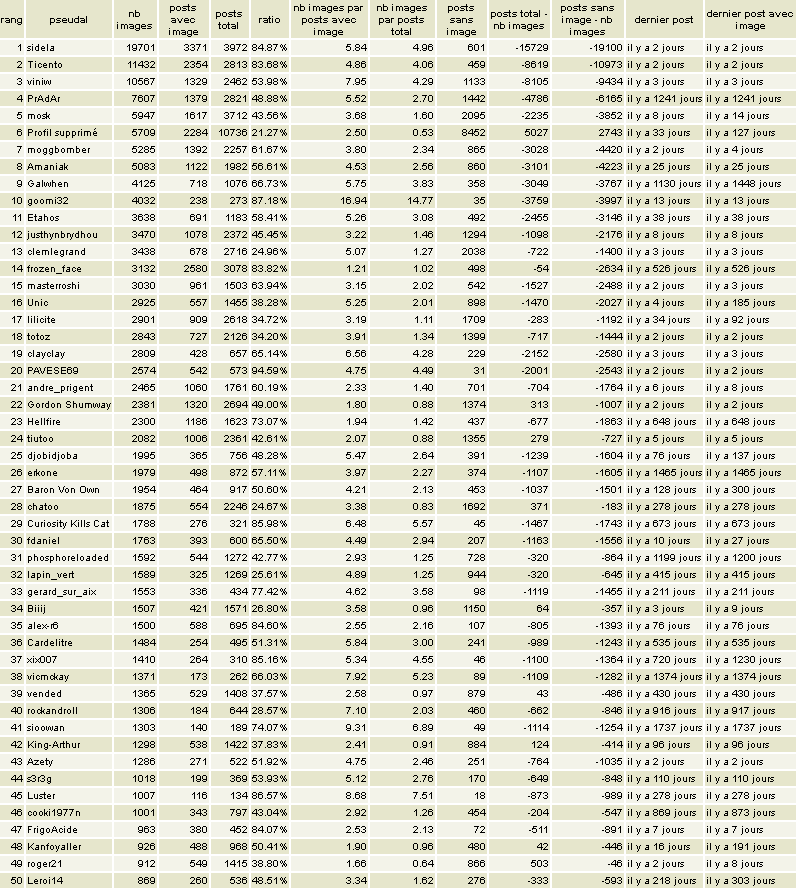 rang pseudal nb images posts avec image posts total ratio nb images par posts avec image nb images par posts total posts sans image posts total - nb images posts sans image - nb images dernier post dernier post avec image
1 sidela 19701 3371 3972 84.87% 5.84 4.96 601 -15729 -19100 il y a 2 jours il y a 2 jours
2 Ticento 11432 2354 2813 83.68% 4.86 4.06 459 -8619 -10973 il y a 2 jours il y a 2 jours
3 viniw 10567 1329 2462 53.98% 7.95 4.29 1133 -8105 -9434 il y a 3 jours il y a 3 jours
4 PrAdAr 7607 1379 2821 48.88% 5.52 2.70 1442 -4786 -6165 il y a 1241 jours il y a 1241 jours
5 mosk 5947 1617 3712 43.56% 3.68 1.60 2095 -2235 -3852 il y a 8 jours il y a 14 jours
6 Profil supprimé 5709 2284 10736 21.27% 2.50 0.53 8452 5027 2743 il y a 33 jours il y a 127 jours
7 moggbomber 5285 1392 2257 61.67% 3.80 2.34 865 -3028 -4420 il y a 2 jours il y a 4 jours
8 Amaniak 5083 1122 1982 56.61% 4.53 2.56 860 -3101 -4223 il y a 25 jours il y a 25 jours
9 Galwhen 4125 718 1076 66.73% 5.75 3.83 358 -3049 -3767 il y a 1130 jours il y a 1448 jours
10 goomi32 4032 238 273 87.18% 16.94 14.77 35 -3759 -3997 il y a 13 jours il y a 13 jours
11 Etahos 3638 691 1183 58.41% 5.26 3.08 492 -2455 -3146 il y a 38 jours il y a 38 jours
12 justhynbrydhou 3470 1078 2372 45.45% 3.22 1.46 1294 -1098 -2176 il y a 8 jours il y a 8 jours
13 clemlegrand 3438 678 2716 24.96% 5.07 1.27 2038 -722 -1400 il y a 3 jours il y a 3 jours
14 frozen_face 3132 2580 3078 83.82% 1.21 1.02 498 -54 -2634 il y a 526 jours il y a 526 jours
15 masterroshi 3030 961 1503 63.94% 3.15 2.02 542 -1527 -2488 il y a 2 jours il y a 3 jours
16 Unic 2925 557 1455 38.28% 5.25 2.01 898 -1470 -2027 il y a 4 jours il y a 185 jours
17 lilicite 2901 909 2618 34.72% 3.19 1.11 1709 -283 -1192 il y a 34 jours il y a 92 jours
18 totoz 2843 727 2126 34.20% 3.91 1.34 1399 -717 -1444 il y a 2 jours il y a 2 jours
19 clayclay 2809 428 657 65.14% 6.56 4.28 229 -2152 -2580 il y a 3 jours il y a 3 jours
20 PAVESE69 2574 542 573 94.59% 4.75 4.49 31 -2001 -2543 il y a 2 jours il y a 2 jours
21 andre_prigent 2465 1060 1761 60.19% 2.33 1.40 701 -704 -1764 il y a 6 jours il y a 8 jours
22 Gordon Shumway 2381 1320 2694 49.00% 1.80 0.88 1374 313 -1007 il y a 2 jours il y a 2 jours
23 Hellfire 2300 1186 1623 73.07% 1.94 1.42 437 -677 -1863 il y a 648 jours il y a 648 jours
24 tiutoo 2082 1006 2361 42.61% 2.07 0.88 1355 279 -727 il y a 5 jours il y a 5 jours
25 djobidjoba 1995 365 756 48.28% 5.47 2.64 391 -1239 -1604 il y a 76 jours il y a 137 jours
26 erkone 1979 498 872 57.11% 3.97 2.27 374 -1107 -1605 il y a 1465 jours il y a 1465 jours
27 Baron Von Own 1954 464 917 50.60% 4.21 2.13 453 -1037 -1501 il y a 128 jours il y a 300 jours
28 chatoo 1875 554 2246 24.67% 3.38 0.83 1692 371 -183 il y a 278 jours il y a 278 jours
29 Curiosity Kills Cat 1788 276 321 85.98% 6.48 5.57 45 -1467 -1743 il y a 673 jours il y a 673 jours
30 fdaniel 1763 393 600 65.50% 4.49 2.94 207 -1163 -1556 il y a 10 jours il y a 27 jours
31 phosphoreloaded 1592 544 1272 42.77% 2.93 1.25 728 -320 -864 il y a 1199 jours il y a 1200 jours
32 lapin_vert 1589 325 1269 25.61% 4.89 1.25 944 -320 -645 il y a 415 jours il y a 415 jours
33 gerard_sur_aix 1553 336 434 77.42% 4.62 3.58 98 -1119 -1455 il y a 211 jours il y a 211 jours
34 Biiij 1507 421 1571 26.80% 3.58 0.96 1150 64 -357 il y a 3 jours il y a 9 jours
35 alex-r6 1500 588 695 84.60% 2.55 2.16 107 -805 -1393 il y a 76 jours il y a 76 jours
36 Cardelitre 1484 254 495 51.31% 5.84 3.00 241 -989 -1243 il y a 535 jours il y a 535 jours
37 xix007 1410 264 310 85.16% 5.34 4.55 46 -1100 -1364 il y a 720 jours il y a 1230 jours
38 vicmckay 1371 173 262 66.03% 7.92 5.23 89 -1109 -1282 il y a 1374 jours il y a 1374 jours
39 vended 1365 529 1408 37.57% 2.58 0.97 879 43 -486 il y a 430 jours il y a 430 jours
40 rockandroll 1306 184 644 28.57% 7.10 2.03 460 -662 -846 il y a 916 jours il y a 917 jours
41 sioowan 1303 140 189 74.07% 9.31 6.89 49 -1114 -1254 il y a 1737 jours il y a 1737 jours
42 King-Arthur 1298 538 1422 37.83% 2.41 0.91 884 124 -414 il y a 96 jours il y a 96 jours
43 Azety 1286 271 522 51.92% 4.75 2.46 251 -764 -1035 il y a 2 jours il y a 2 jours
44 s3r3g 1018 199 369 53.93% 5.12 2.76 170 -649 -848 il y a 110 jours il y a 110 jours
45 Luster 1007 116 134 86.57% 8.68 7.51 18 -873 -989 il y a 278 jours il y a 278 jours
46 cooki1977n 1001 343 797 43.04% 2.92 1.26 454 -204 -547 il y a 869 jours il y a 873 jours
47 FrigoAcide 963 380 452 84.07% 2.53 2.13 72 -511 -891 il y a 7 jours il y a 7 jours
48 Kanfoyaller 926 488 968 50.41% 1.90 0.96 480 42 -446 il y a 16 jours il y a 191 jours
49 roger21 912 549 1415 38.80% 1.66 0.64 866 503 -46 il y a 2 jours il y a 8 jours
50 Leroi14 869 260 536 48.51% 3.34 1.62 276 -333 -593 il y a 218 jours il y a 303 jours